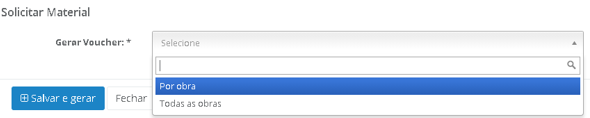 Solicitar Material
Gerar Voucher: *
Selecione
Por obra
Todas as obras
Salvar e gerar
Fechar